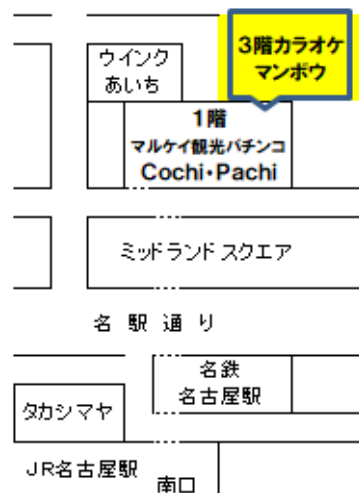 3階カラオケ
マンボウ
ウインク
あいち
1階
マルケイ観光パチンコ
Cochi・Pachi
ミッドランドスクエア
名駅通り
名鉄
名古屋駅
タカシマヤ
JR名古屋駅
南口